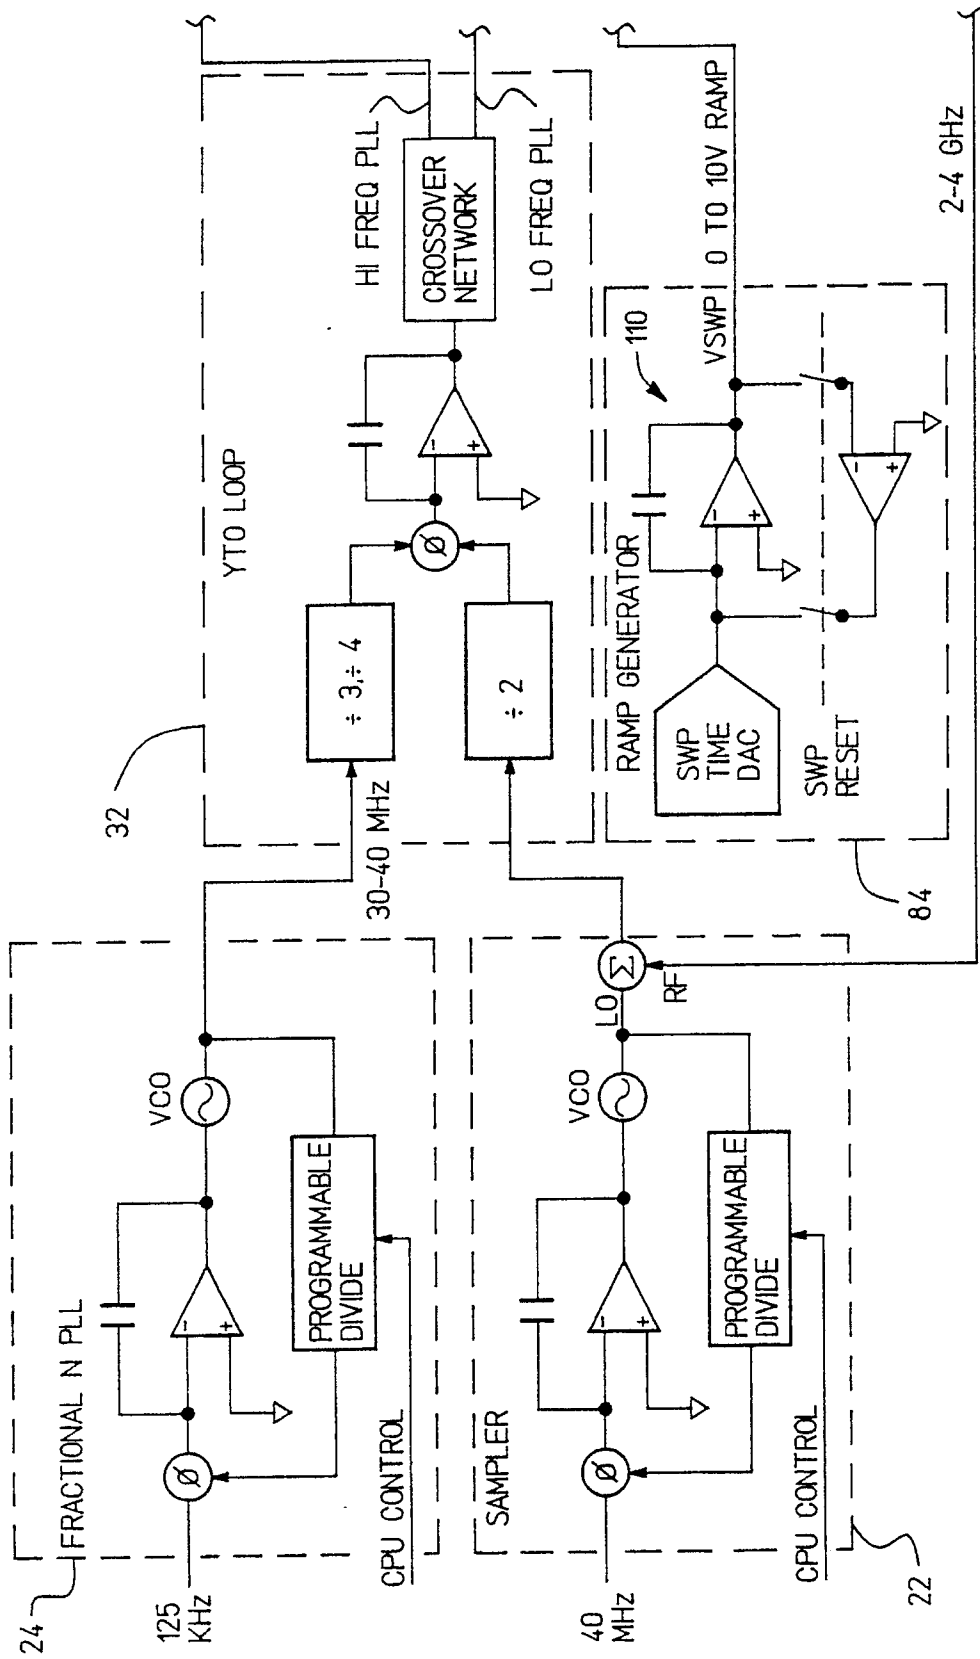 24
FRACTIONAL N PLL
125
KHz
Ø
-
+
VCO
PROGRAMMABLE
DIVIDE
CPU CONTROL
30-40 MHz
SAMPLER
40
MHz
Ø
-
+
VCO
LO
Σ
RF
PROGRAMMABLE
DIVIDE
CPU CONTROL
22
32
YTO LOOP
÷ 3,÷ 4
÷ 2
Ø
-
+
CROSSOVER
NETWORK
HI FREQ PLL
LO FREQ PLL
RAMP GENERATOR
110
SWP
TIME
DAC
-
+
VSWP
0 TO 10V RAMP
SWP
RESET
-
+
84
2-4 GHz